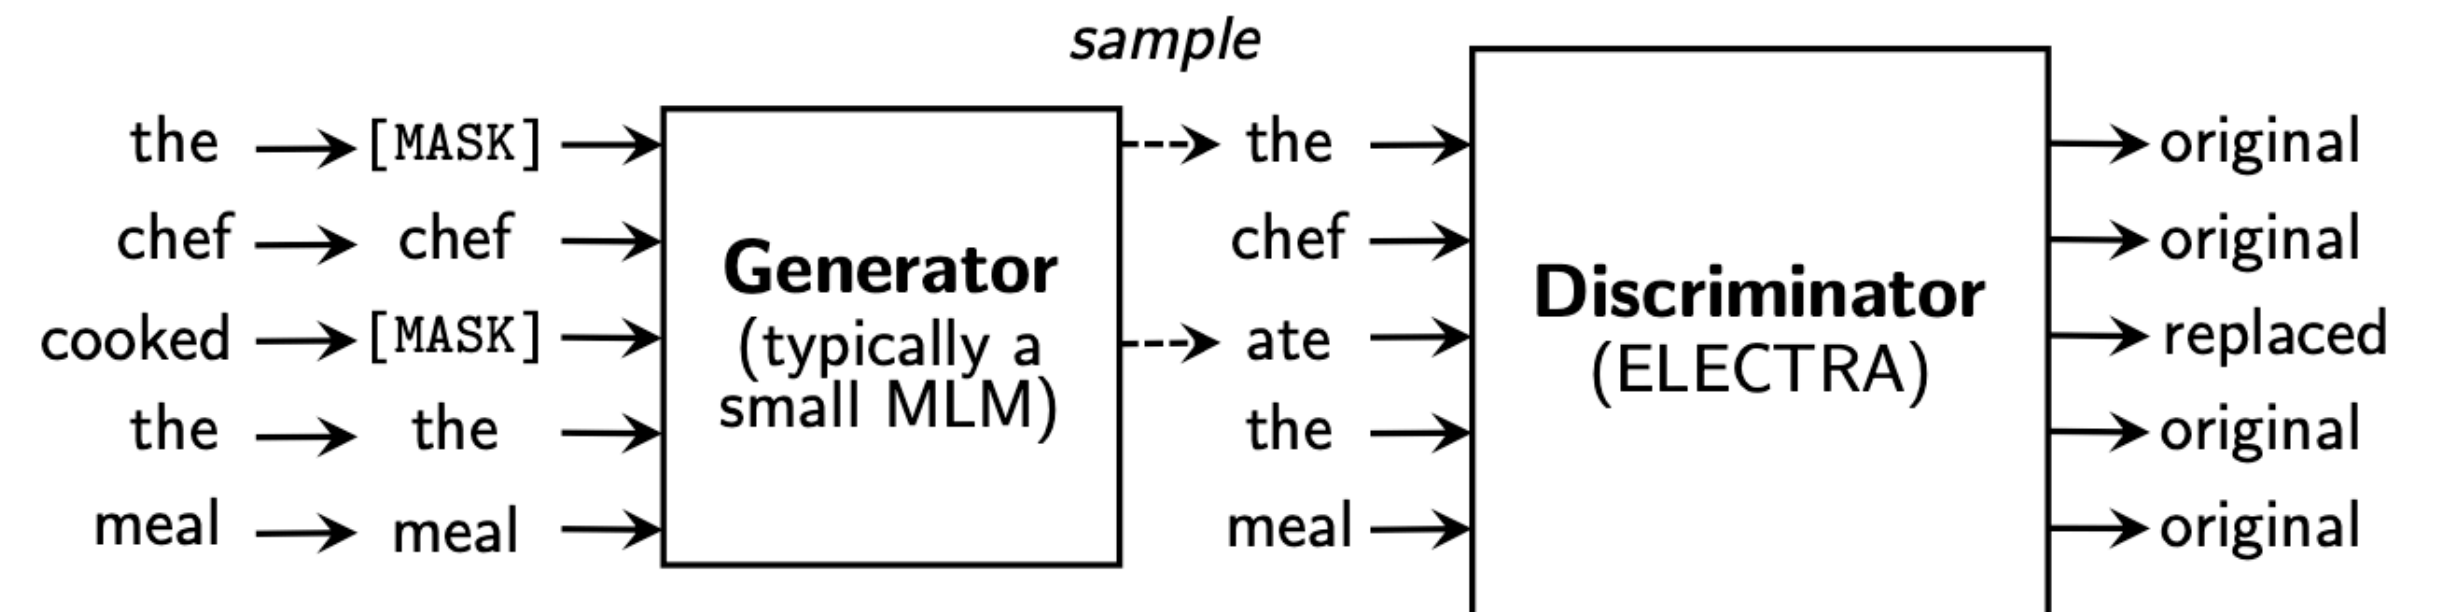 sample
the [MASK] the original
chef chef chef original
Generator
Discriminator
cooked [MASK] (typically a ate replaced
(ELECTRA)
small MLM)
the the the original
meal meal meal original